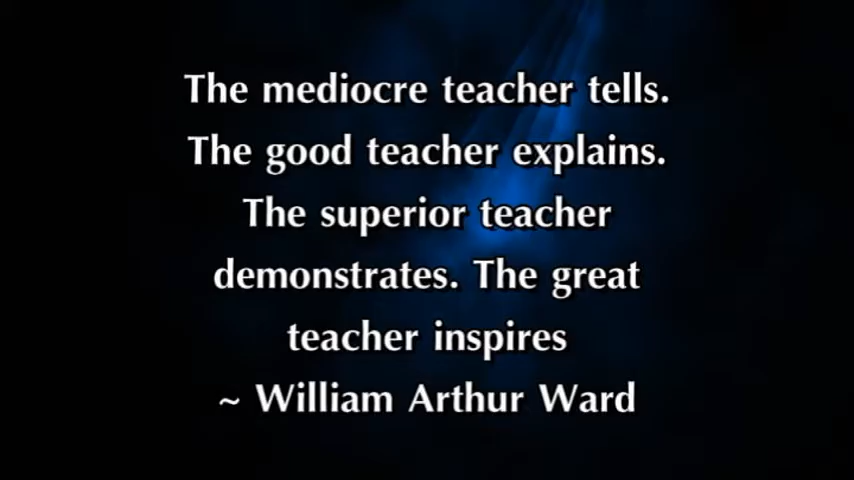 The mediocre teacher tells.
The good teacher explains.
The superior teacher
demonstrates. The great
teacher inspires
~ William Arthur Ward